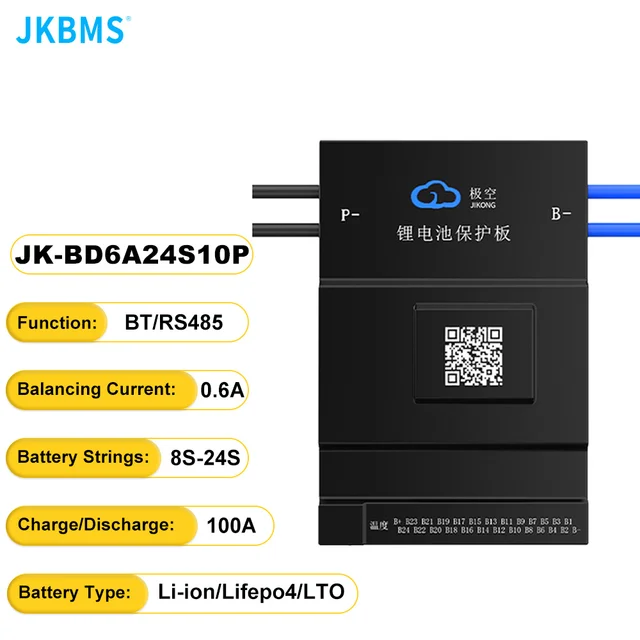 JKBMS®
极空
JIKONG
P-
B-
锂电池保护板
JK-BD6A24S10P
Function: BT/RS485
Balancing Current: 0.6A
Battery Strings: 8S-24S
Charge/Discharge: 100A
Battery Type: Li-ion/Lifepo4/LTO
温度 B+ B23 B21 B19 B17 B15 B13 B11 B9 B7 B5 B3 B1
B24 B22 B20 B18 B16 B14 B12 B10 B8 B6 B4 B2 B-